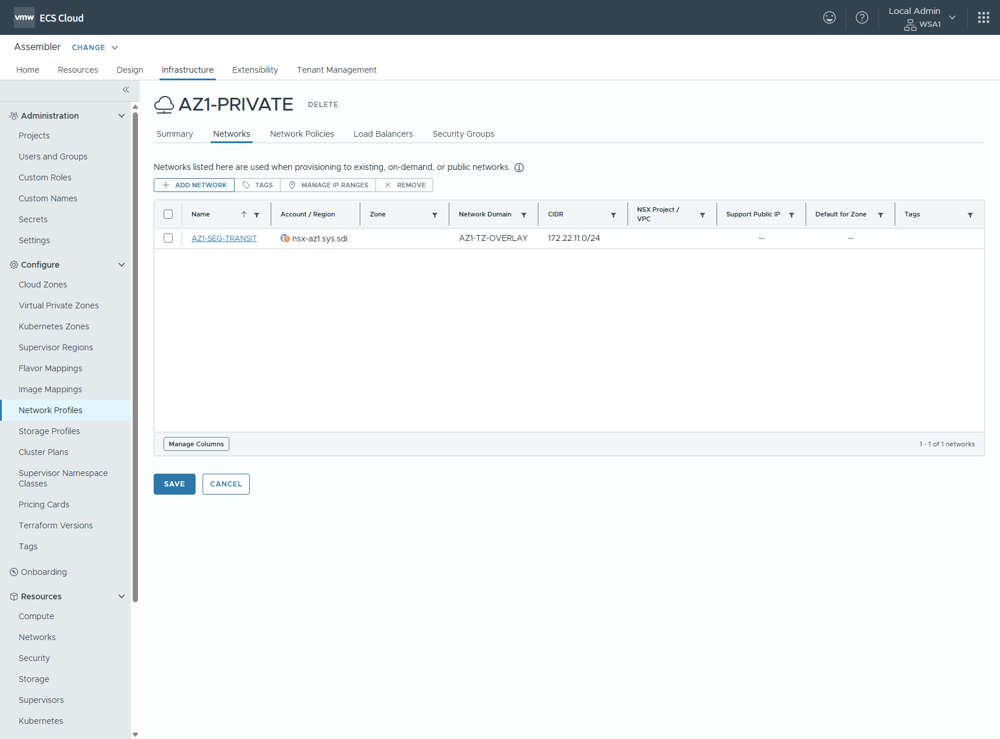 vmw ECS Cloud
Local Admin
WSA1
Assembler CHANGE
Home Resources Design Infrastructure Extensibility Tenant Management
Administration
Projects
Users and Groups
Custom Roles
Custom Names
Secrets
Settings
Configure
Cloud Zones
Virtual Private Zones
Kubernetes Zones
Supervisor Regions
Flavor Mappings
Image Mappings
Network Profiles
Storage Profiles
Cluster Plans
Supervisor Namespace
Classes
Pricing Cards
Terraform Versions
Tags
Onboarding
Resources
Compute
Networks
Security
Storage
Supervisors
Kubernetes
AZ1-PRIVATE DELETE
Summary Networks Network Policies Load Balancers Security Groups
Networks listed here are used when provisioning to existing, on-demand, or public networks.
ADD NETWORK TAGS MANAGE IP RANGES REMOVE
Name Account / Region Zone Network Domain CIDR NSX Project / VPC Support Public IP Default for Zone Tags
AZ1-SEG-TRANSIT nsx-az1.sys.sdi AZ1-TZ-OVERLAY 172.22.11.0/24 -- --
Manage Columns 1 - 1 of 1 networks
SAVE CANCEL